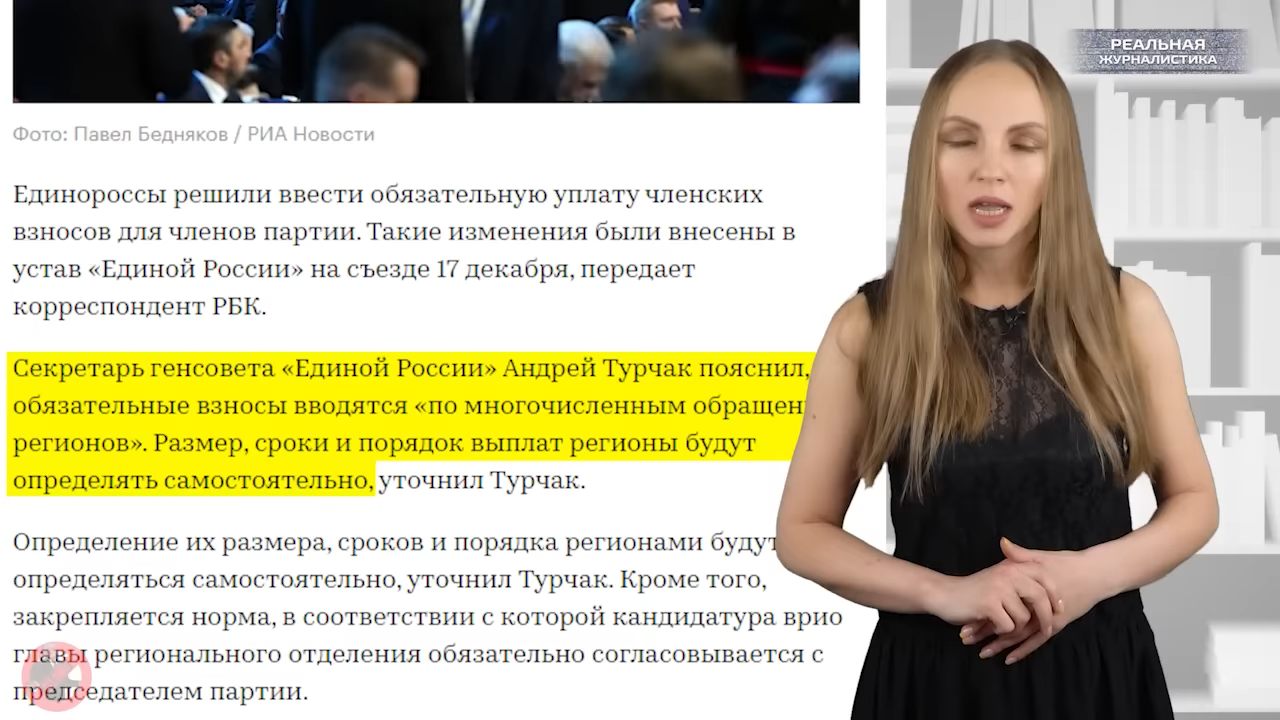 РЕАЛЬНАЯ
ЖУРНАЛИСТИКА
Фото: Павел Бедняков / РИА Новости
Единороссы решили ввести обязательную уплату членских
взносов для членов партии. Такие изменения были внесены в
устав «Единой России» на съезде 17 декабря, передает
корреспондент РБК.
Секретарь генсовета «Единой России» Андрей Турчак пояснил,
обязательные взносы вводятся «по многочисленным обращен
регионов». Размер, сроки и порядок выплат регионы будут
определять самостоятельно, уточнил Турчак.
Определение их размера, сроков и порядка регионами будут
определяться самостоятельно, уточнил Турчак. Кроме того,
закрепляется норма, в соответствии с которой кандидатура врио
главы регионального отделения обязательно согласовывается с
председателем партии.